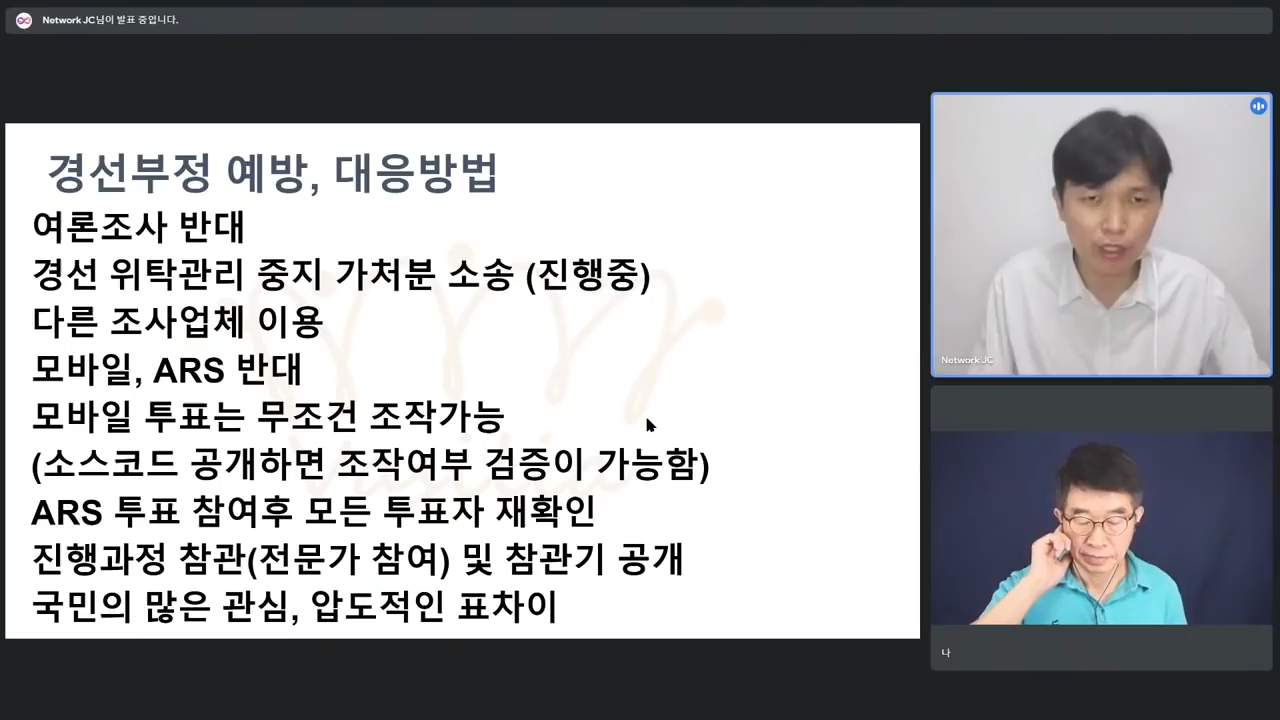 Network JC님이 발표 중입니다.
경선부정 예방, 대응방법
여론조사 반대
경선 위탁관리 중지 가처분 소송 (진행중)
다른 조사업체 이용
모바일, ARS 반대
모바일 투표는 무조건 조작가능
(소스코드 공개하면 조작여부 검증이 가능함)
ARS 투표 참여후 모든 투표자 재확인
진행과정 참관(전문가 참여) 및 참관기 공개
국민의 많은 관심, 압도적인 표차이
Network JC
나